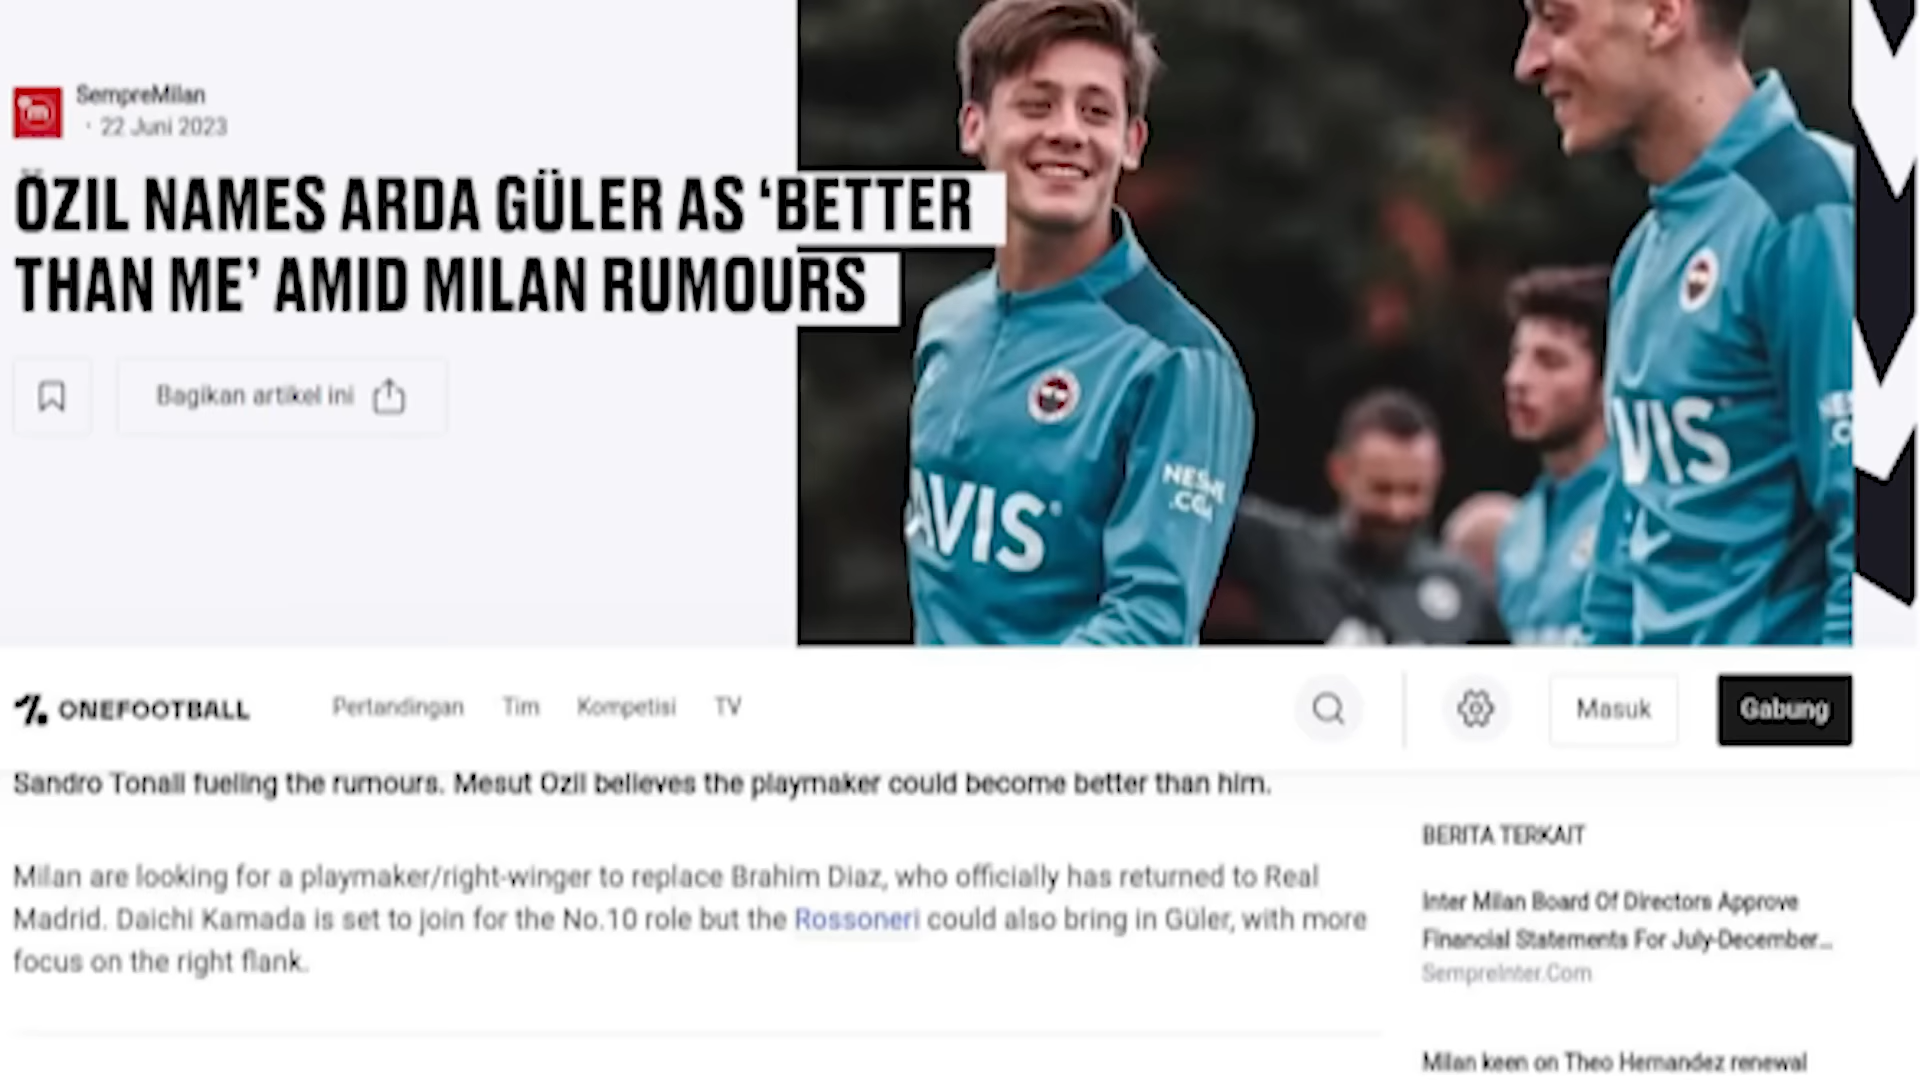 SempreMilan
· 22 Juni 2023
ÖZIL NAMES ARDA GÜLER AS ‘BETTER
THAN ME’ AMID MILAN RUMOURS
Bagikan artikel ini
AVIS
NESINE
.COM
VIS
ONEFOOTBALL
Pertandingan Tim Kompetisi TV
Masuk
Gabung
Sandro Tonali fueling the rumours. Mesut Ozil believes the playmaker could become better than him.
Milan are looking for a playmaker/right-winger to replace Brahim Diaz, who officially has returned to Real
Madrid. Daichi Kamada is set to join for the No.10 role but the Rossoneri could also bring in Güler, with more
focus on the right flank.
BERITA TERKAIT
Inter Milan Board Of Directors Approve
Financial Statements For July-December...
SempreInter.Com
Milan keen on Theo Hernandez renewal